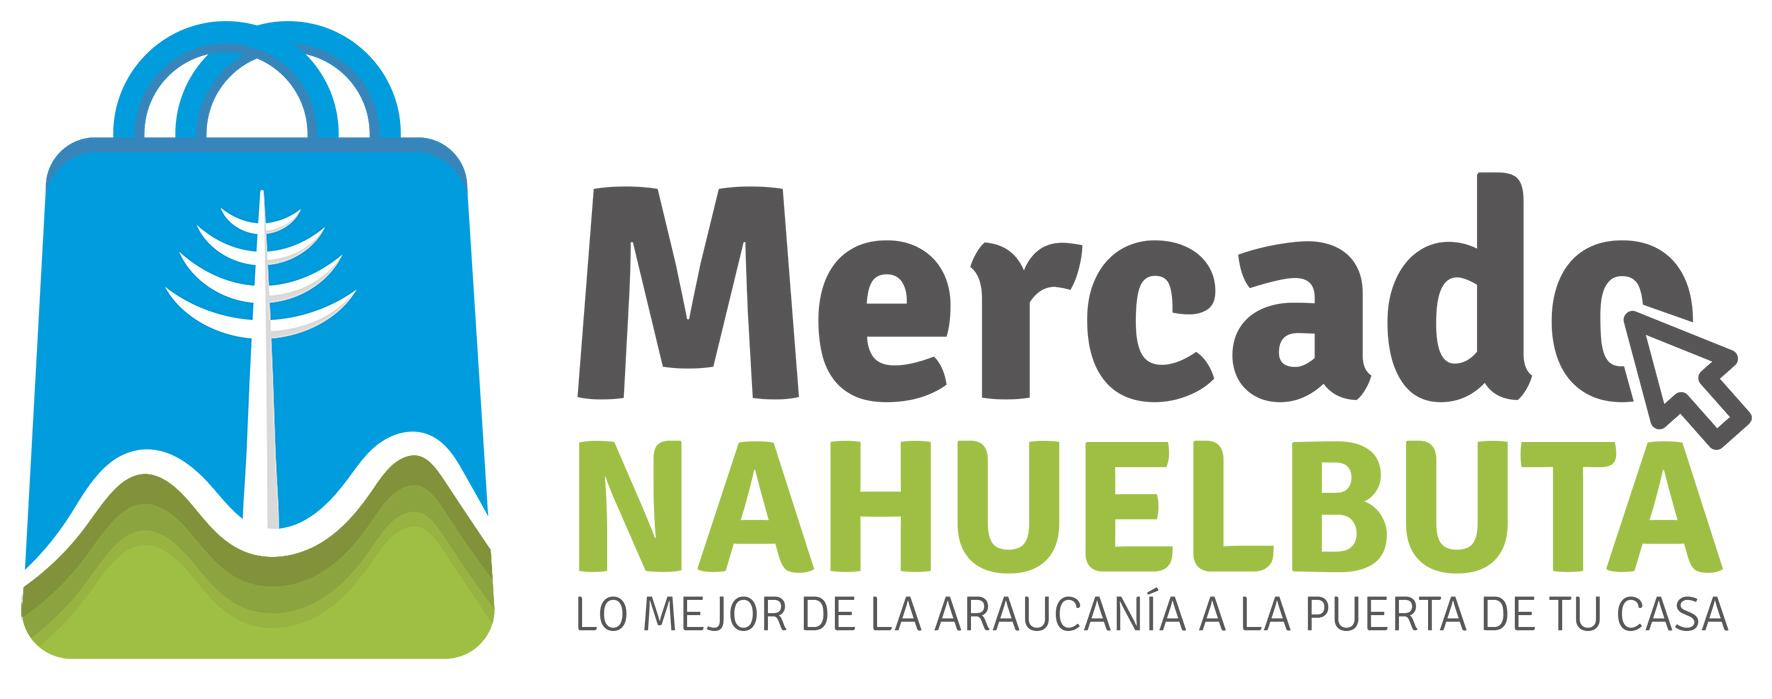 Mercado
NAHUELBUTA
LO MEJOR DE LA ARAUCANÍA A LA PUERTA DE TU CASA